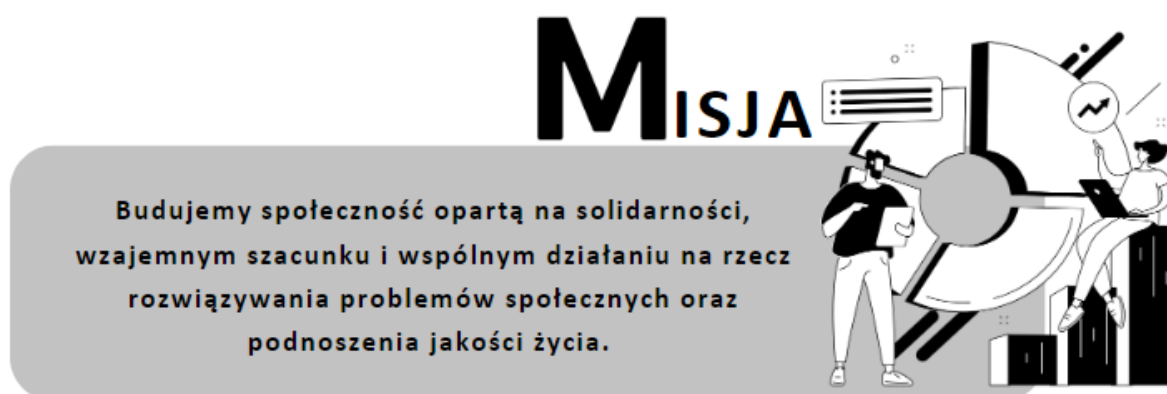 MISJA
Budujemy społeczność opartą na solidarności,
wzajemnym szacunku i wspólnym działaniu na rzecz
rozwiązywania problemów społecznych oraz
podnoszenia jakości życia.